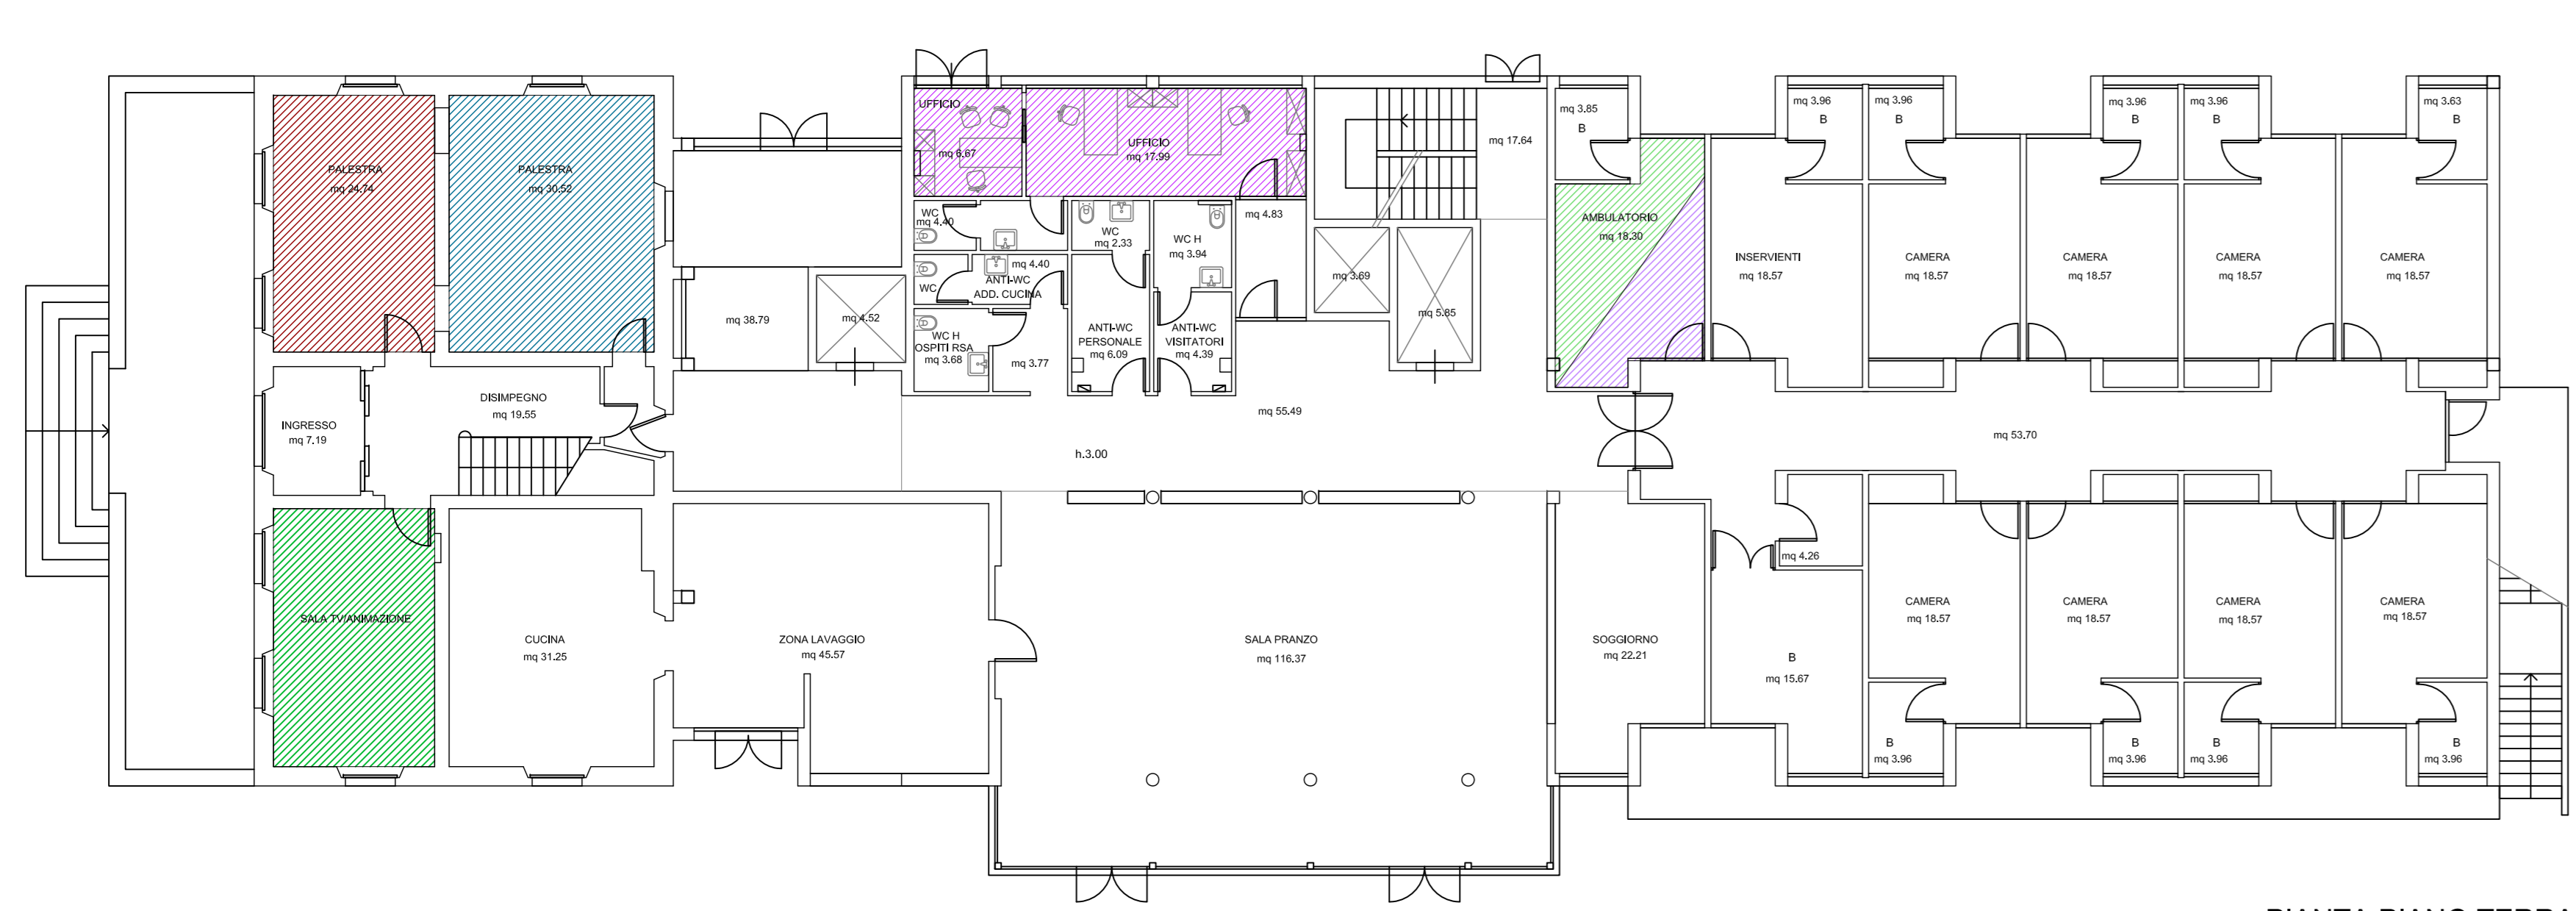 PALESTRA
mq 24.74
PALESTRA
mq 30.52
UFFICIO
mq 6.67
UFFICIO
mq 17.99
mq 17.64
mq 3.85
B
mq 3.96
B
mq 3.96
B
mq 3.96
B
mq 3.96
B
mq 3.63
B
WC
mq 4.40
WC
mq 2.33
WC H
mq 3.94
mq 4.83
AMBULATORIO
mq 18.30
INSERVIENTI
mq 18.57
CAMERA
mq 18.57
CAMERA
mq 18.57
CAMERA
mq 18.57
CAMERA
mq 18.57
mq 4.40
WC
ANTI-WC
ADD. CUCINA
mq 3.69
mq 5.85
mq 38.79
mq 4.52
WC H
OSPITI RSA
mq 3.68
mq 3.77
ANTI-WC
PERSONALE
mq 6.09
ANTI-WC
VISITATORI
mq 4.39
INGRESSO
mq 7.19
DISIMPEGNO
mq 19.55
mq 55.49
h.3.00
mq 53.70
SALA TV/ANIMAZIONE
CUCINA
mq 31.25
ZONA LAVAGGIO
mq 45.57
SALA PRANZO
mq 116.37
SOGGIORNO
mq 22.21
mq 4.26
B
mq 15.67
CAMERA
mq 18.57
CAMERA
mq 18.57
CAMERA
mq 18.57
CAMERA
mq 18.57
B
mq 3.96
B
mq 3.96
B
mq 3.96
B
mq 3.96
PIANTA PIANO TERRA